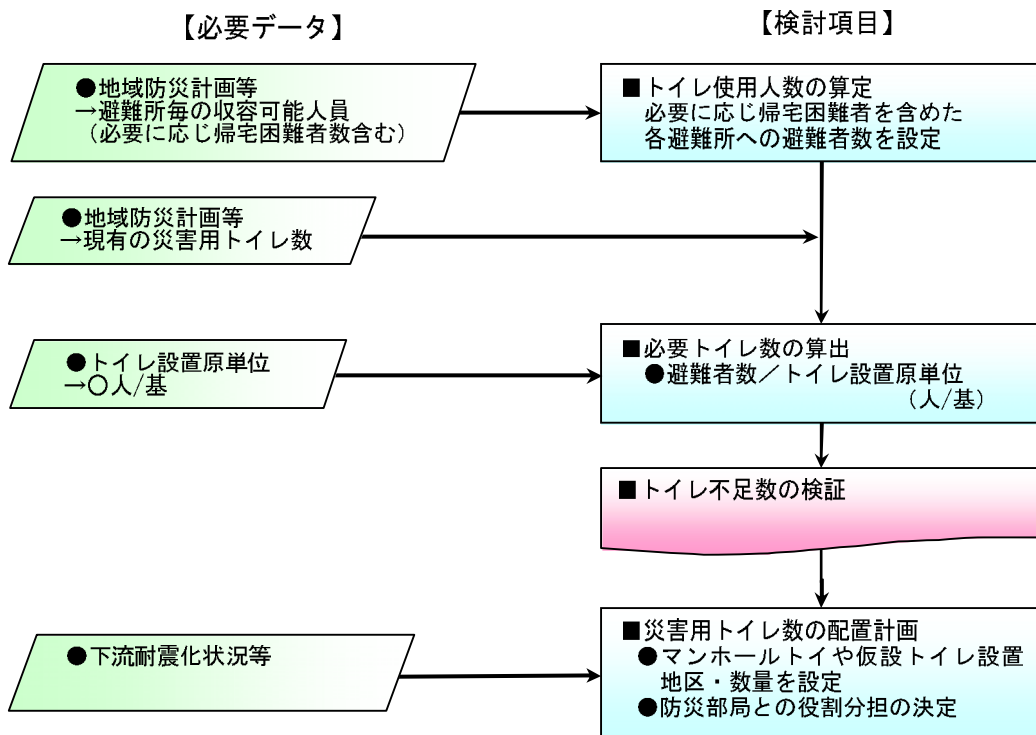 【必要データ】
【検討項目】
●地域防災計画等
→避難所毎の収容可能人員
(必要に応じ帰宅困難者数含む)
■トイレ使用人数の算定
必要に応じ帰宅困難者を含めた
各避難所への避難者数を設定
●地域防災計画等
→現有の災害用トイレ数
●トイレ設置原単位
→〇人/基
■必要トイレ数の算出
●避難者数／トイレ設置原単位
(人/基)
■トイレ不足数の検証
●下流耐震化状況等
■災害用トイレ数の配置計画
●マンホールトイや仮設トイレ設置
地区・数量を設定
●防災部局との役割分担の決定